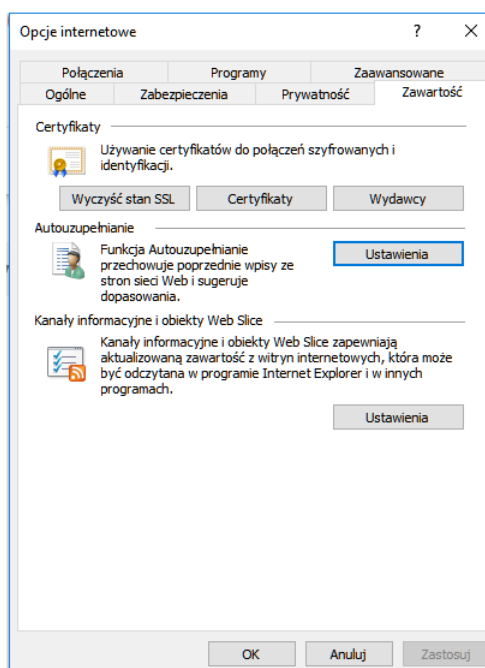 Opcje internetowe ? ×
Połączenia Programy Zaawansowane
Ogólne Zabezpieczenia Prywatność Zawartość
Certyfikaty
Używanie certyfikatów do połączeń szyfrowanych i
identyfikacji.
Wyczyść stan SSL Certyfikaty Wydawcy
Autouzupełnianie
Funkcja Autouzupełnianie
przechowuje poprzednie wpisy ze
stron sieci Web i sugeruje
dopasowania.
Ustawienia
Kanały informacyjne i obiekty Web Slice
Kanały informacyjne i obiekty Web Slice zapewniają
aktualizowaną zawartość z witryn internetowych, która może
być odczytana w programie Internet Explorer i w innych
programach.
Ustawienia
OK Anuluj Zastosuj